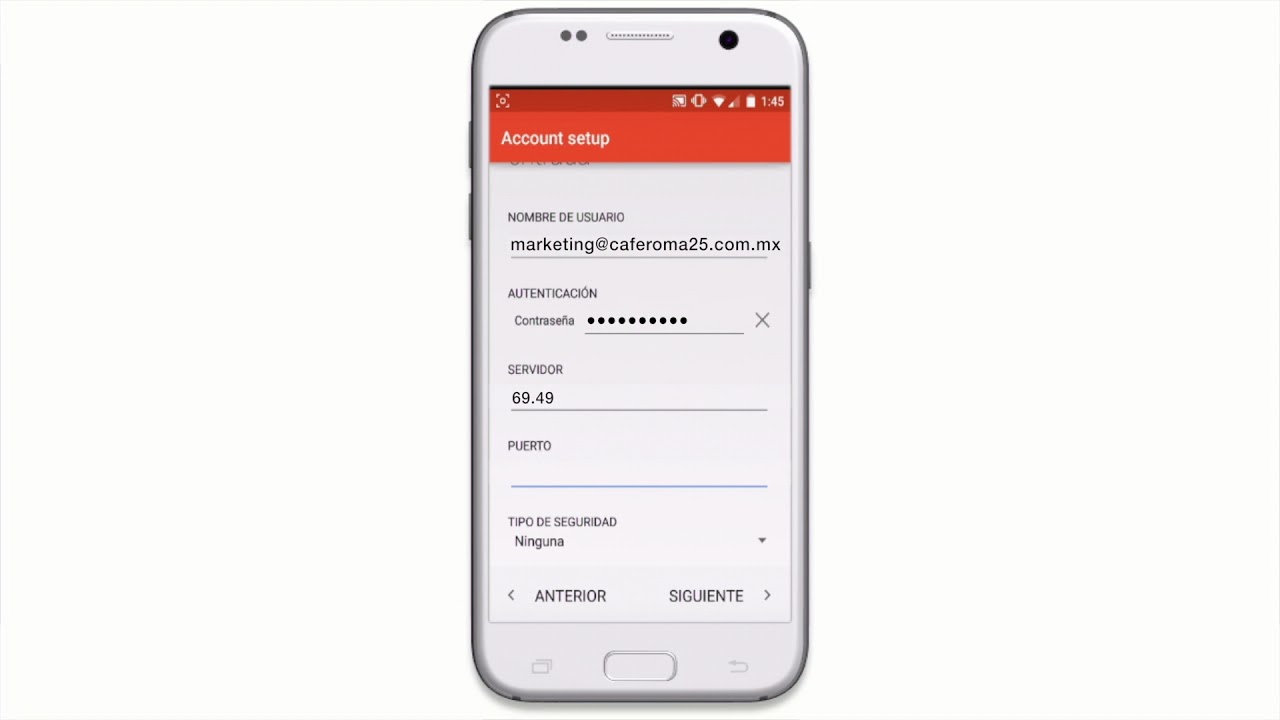 1:45
Account setup
NOMBRE DE USUARIO
marketing@caferoma25.com.mx
AUTENTICACIÓN
Contraseña ●●●●●●●●●●
SERVIDOR
69.49
PUERTO
TIPO DE SEGURIDAD
Ninguna
ANTERIOR SIGUIENTE